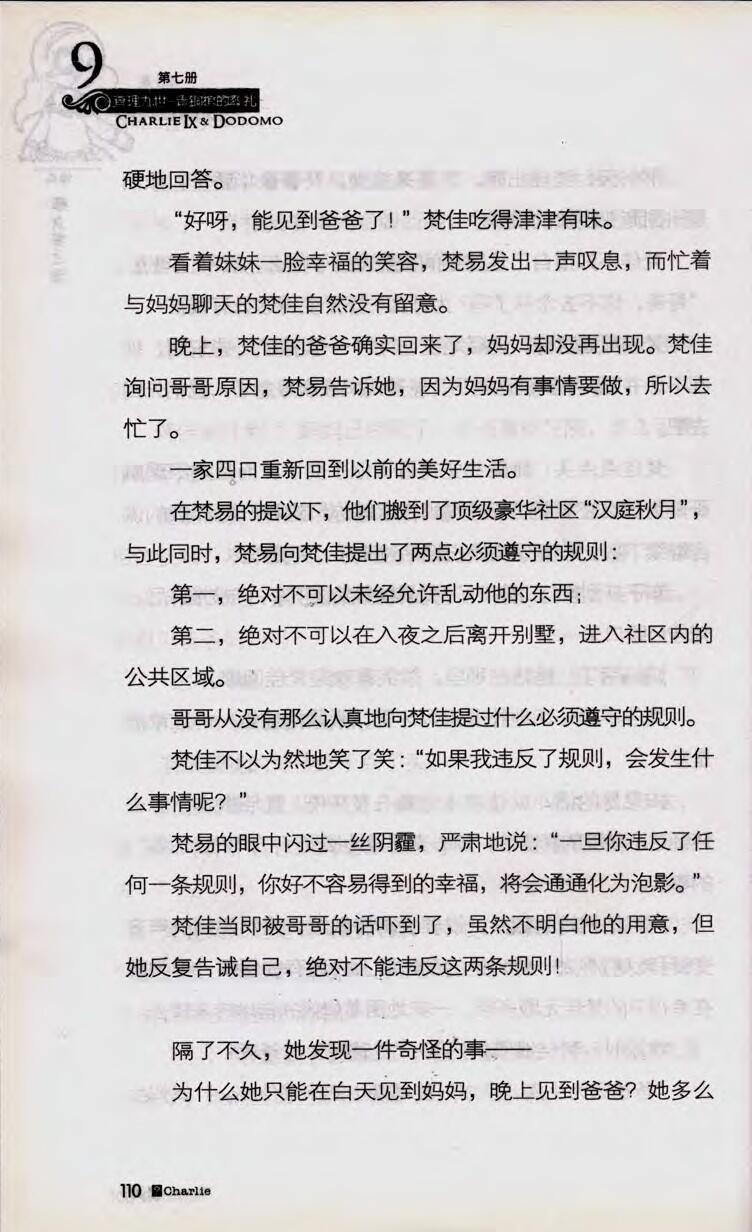 9
第七册
查理九世·青铜棺的葬礼
CHARLIE IX & DODOMO
硬地回答。
“好呀，能见到爸爸了！”梵佳吃得津津有味。
看着妹妹一脸幸福的笑容，梵易发出一声叹息，而忙着
与妈妈聊天的梵佳自然没有留意。
晚上，梵佳的爸爸确实回来了，妈妈却没再出现。梵佳
询问哥哥原因，梵易告诉她，因为妈妈有事情要做，所以去
忙了。
一家四口重新回到以前的美好生活。
在梵易的提议下，他们搬到了顶级豪华社区“汉庭秋月”，
与此同时，梵易向梵佳提出了两点必须遵守的规则：
第一，绝对不可以未经允许乱动他的东西；
第二，绝对不可以在入夜之后离开别墅，进入社区内的
公共区域。
哥哥从没有那么认真地向梵佳提过什么必须遵守的规则。
梵佳不以为然地笑了笑：“如果我违反了规则，会发生什
么事情呢？”
梵易的眼中闪过一丝阴霾，严肃地说：“一旦你违反了任
何一条规则，你好不容易得到的幸福，将会通通化为泡影。”
梵佳当即被哥哥的话吓到了，虽然不明白他的用意，但
她反复告诫自己，绝对不能违反这两条规则！
隔了不久，她发现一件奇怪的事——
为什么她只能在白天见到妈妈，晚上见到爸爸？她多么
110 Charlie